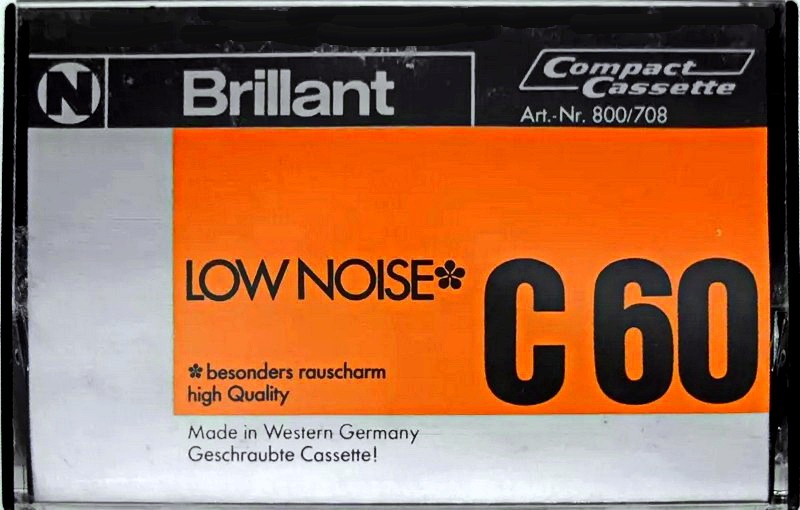 N Brillant
Compact
Cassette
Art.-Nr. 800/708
LOW NOISE*
C 60
* besonders rauscharm
high Quality
Made in Western Germany
Geschraubte Cassette!